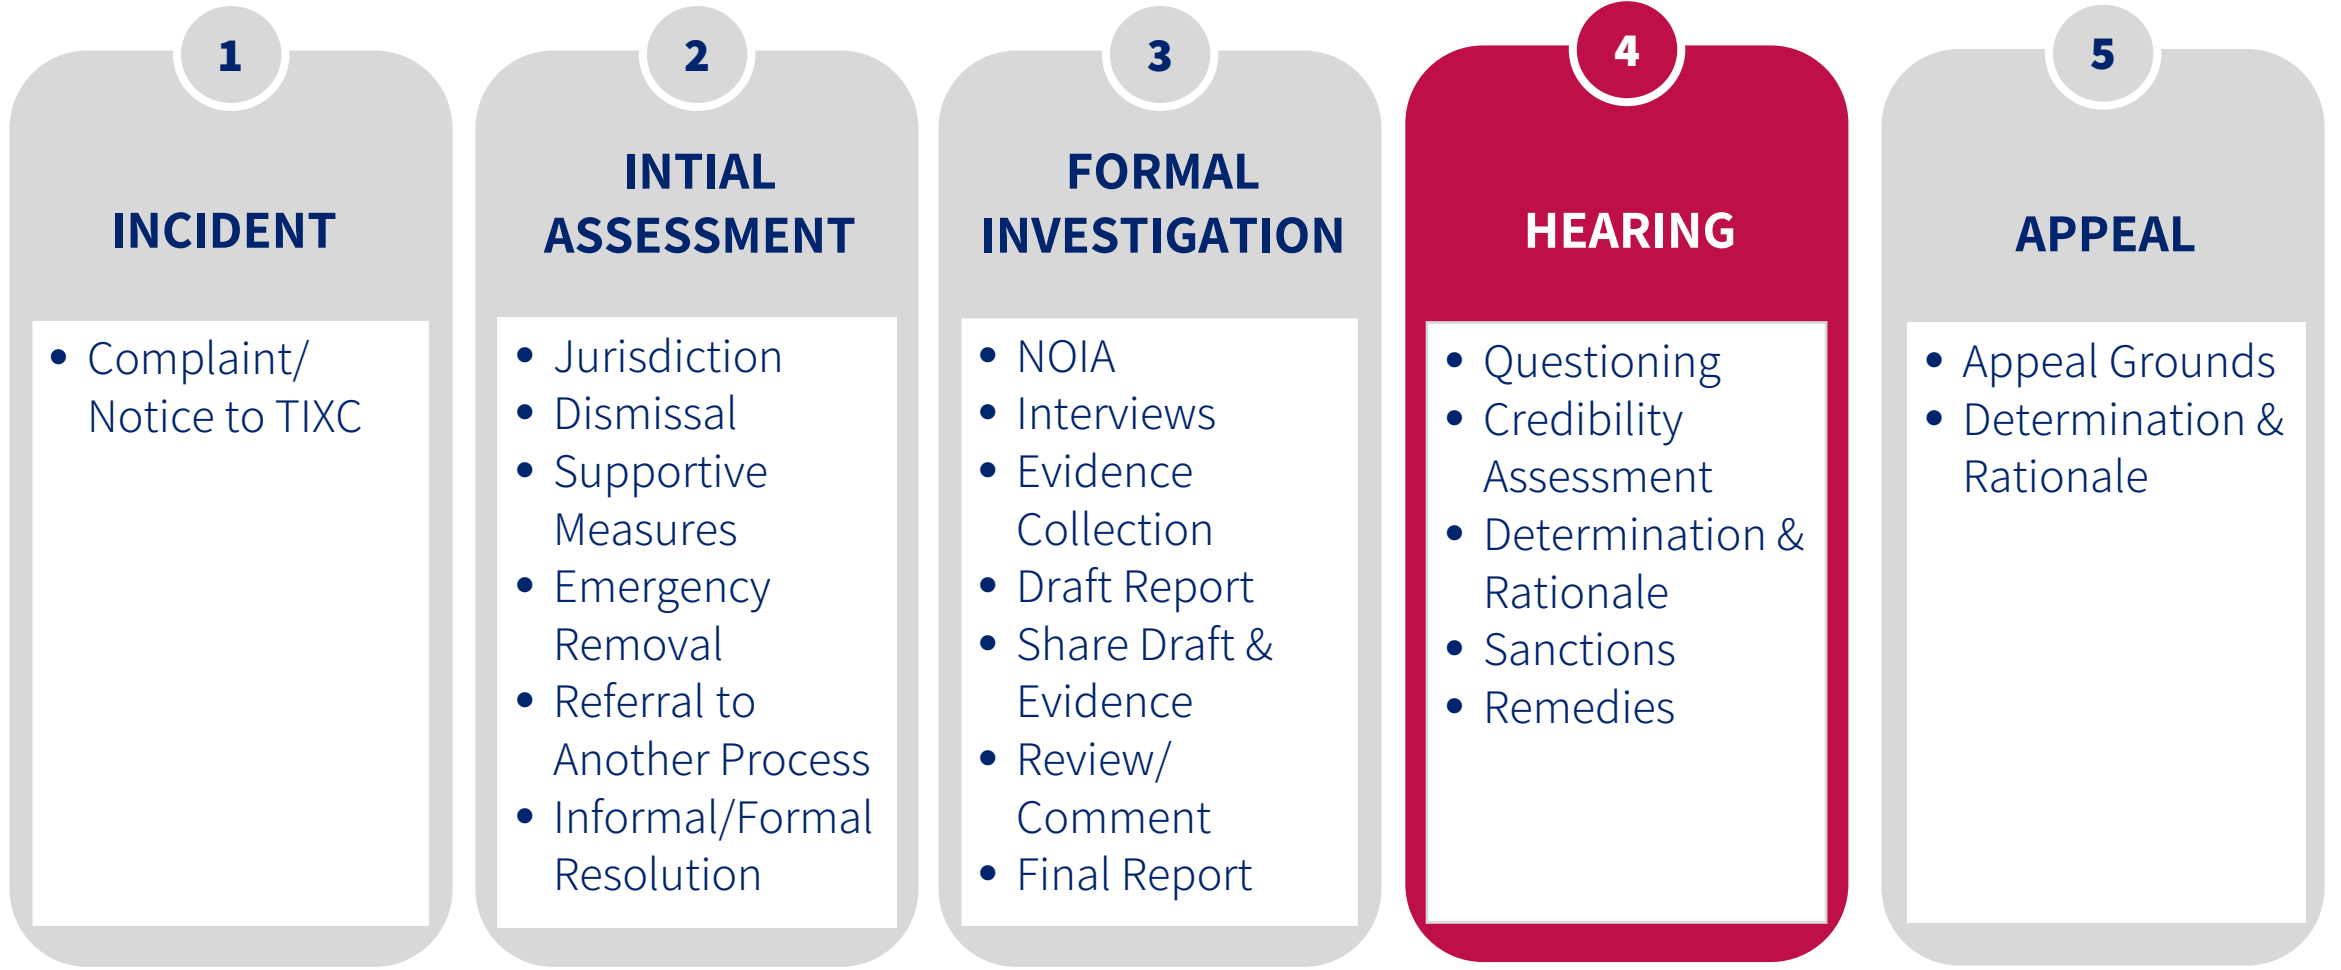 1
INCIDENT
• Complaint/
Notice to TIXC
2
INTIAL
ASSESSMENT
• Jurisdiction
• Dismissal
• Supportive
Measures
• Emergency
Removal
• Referral to
Another Process
• Informal/Formal
Resolution
3
FORMAL
INVESTIGATION
• NOIA
• Interviews
• Evidence
Collection
• Draft Report
• Share Draft &
Evidence
• Review/
Comment
• Final Report
4
HEARING
• Questioning
• Credibility
Assessment
• Determination &
Rationale
• Sanctions
• Remedies
5
APPEAL
• Appeal Grounds
• Determination &
Rationale